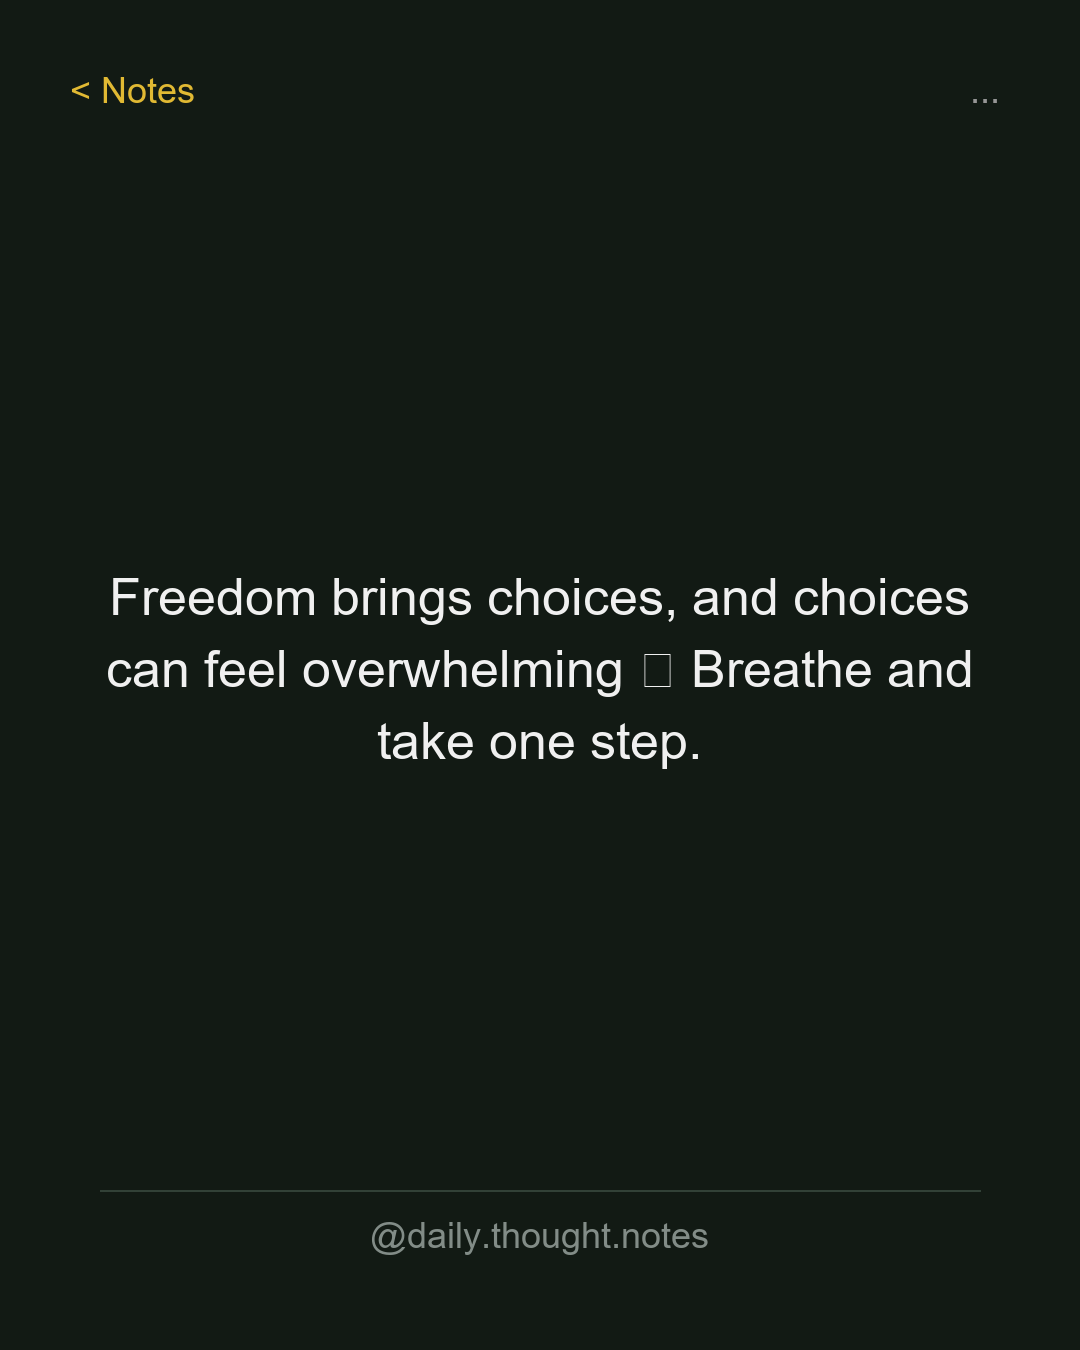 < Notes
...
Freedom brings choices, and choices
can feel overwhelming □ Breathe and
take one step.
@daily.thought.notes